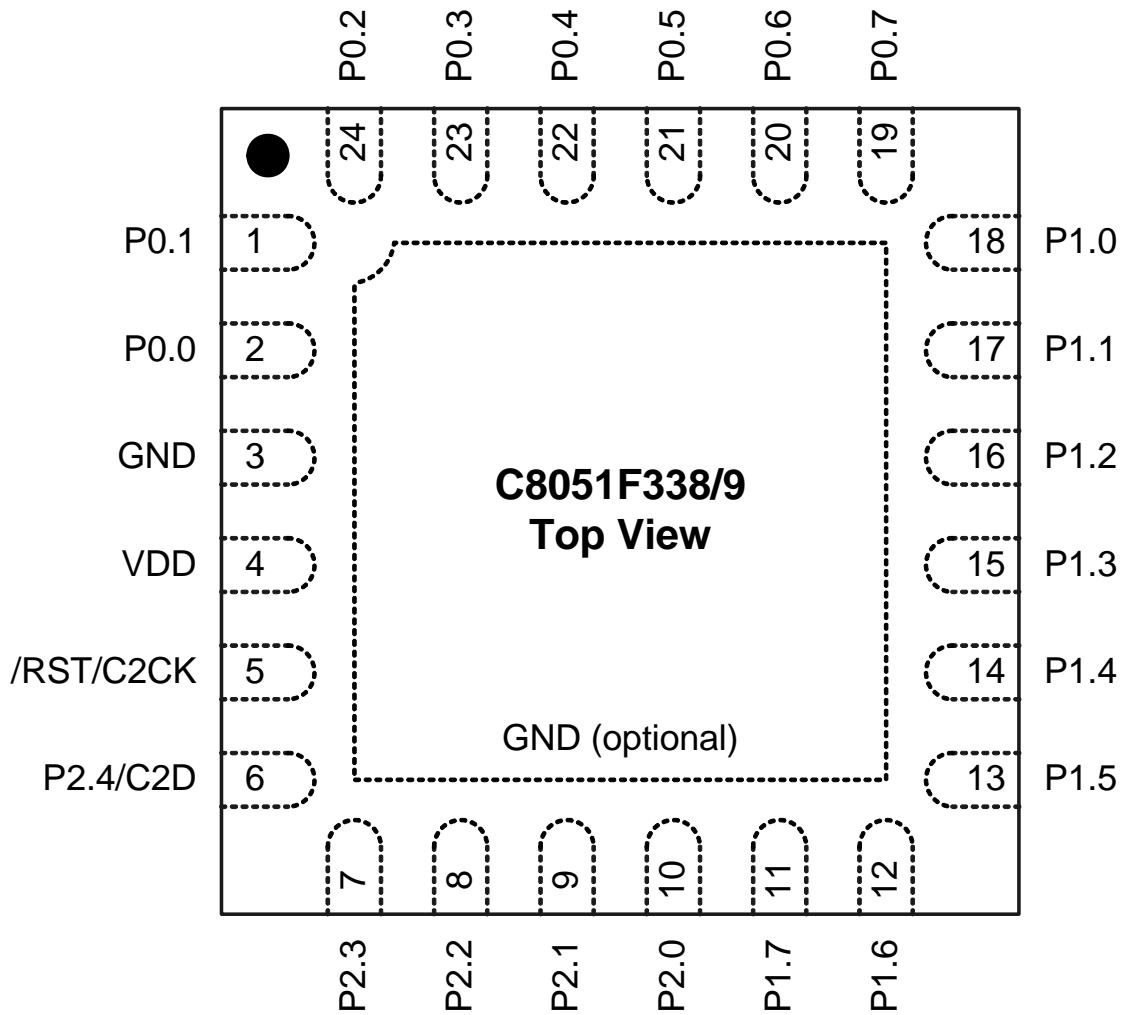 P0.2
P0.3
P0.4
P0.5
P0.6
P0.7
24
23
22
21
20
19
P0.1
1
18
P1.0
P0.0
2
17
P1.1
GND
3
16
P1.2
C8051F338/9
Top View
VDD
4
15
P1.3
/RST/C2CK
5
14
P1.4
GND (optional)
P2.4/C2D
6
13
P1.5
7
8
9
10
11
12
P2.3
P2.2
P2.1
P2.0
P1.7
P1.6